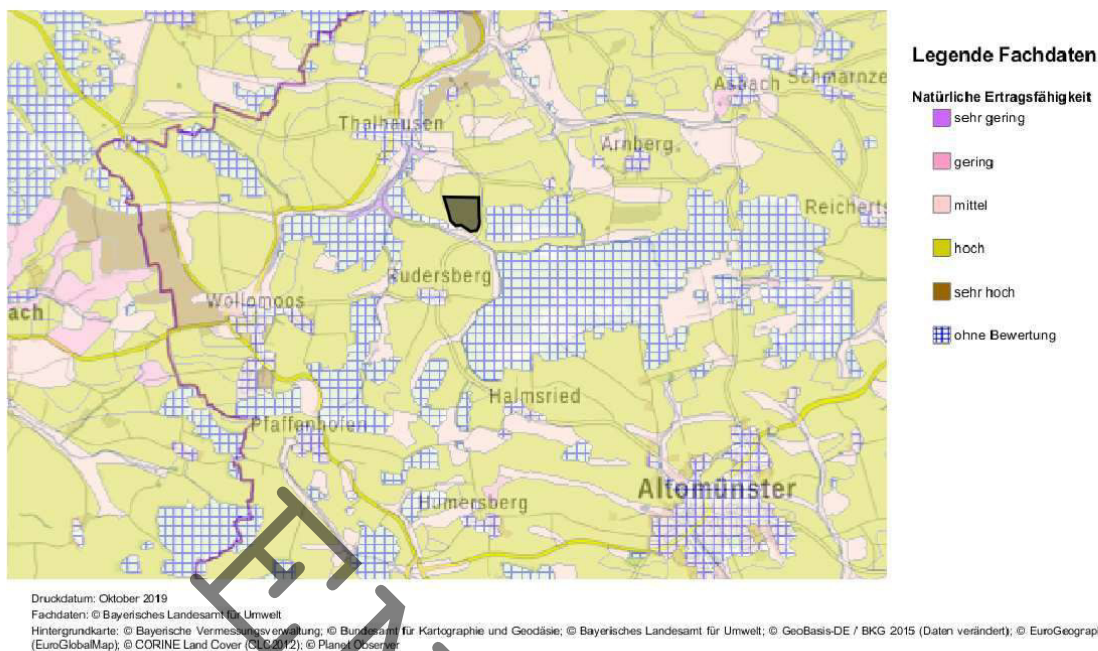 Legende Fachdaten
Natürliche Ertragsfähigkeit
sehr gering
gering
mittel
hoch
sehr hoch
ohne Bewertung
Asbach
Schmarnze
Thalhausen
Arnberg
Reicherts
Rudersberg
ach
Wollomoos
Halmsried
Pfaffenhofen
Altomünster
Humersberg
Druckdatum: Oktober 2019
Fachdaten: © Bayerisches Landesamt für Umwelt
Hintergrundkarte: © Bayerische Vermessungsverwaltung; © Bundesamt für Kartographie und Geodäsie; © Bayerisches Landesamt für Umwelt; © GeoBasis-DE / BKG 2015 (Daten verändert); © EuroGeograp
(EuroGlobalMap); © CORINE Land Cover (CLC2012); © Planet Observer